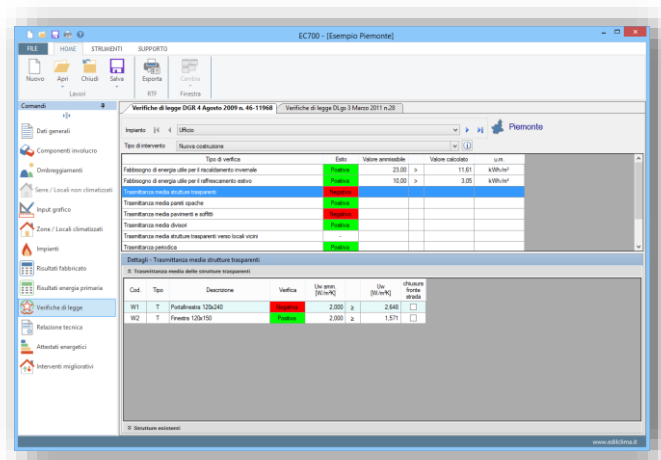 EC700 - [Esempio Piemonte]
FILE HOME STRUMENTI SUPPORTO
Nuovo Apri Chiudi Salva Esporta Cambia
Lavori RTF Finestra
Comandi
Verifiche di legge DGR 4 Agosto 2009 n. 46-11968 Verifiche di legge DLgs 3 Marzo 2011 n.28
Dati generali
Componenti involucro
Ombreggiamenti
Serre / Locali non climatizzati
Input grafico
Zone / Locali climatizzati
Impianti
Risultati fabbricato
Risultati energia primaria
Verifiche di legge
Relazione tecnica
Attestati energetici
Interventi migliorativi
Impianto Ufficio Piemonte
Tipo di intervento Nuova costruzione
Tipo di verifica Esito Valore ammissibile Valore calcolato u.m.
Fabbisogno di energia utile per il riscaldamento invernale Positiva 23,00 > 11,61 kWh/m³
Fabbisogno di energia utile per il raffrescamento estivo Positiva 10,00 > 3,05 kWh/m³
Trasmittanza media strutture trasparenti Negativa
Trasmittanza media pareti opache Positiva
Trasmittanza media pavimenti e soffitti Negativa
Trasmittanza media divisori Positiva
Trasmittanza media strutture trasparenti verso locali vicini -
Trasmittanza periodica Positiva
Dettagli - Trasmittanza media strutture trasparenti
Trasmittanza media delle strutture trasparenti
Cod. Tipo Descrizione Verifica Uw amm. [W/m²K] Uw [W/m²K] chiusura fronte strada
W1 T Portafinestra 120x240 Negativa 2,000 ≥ 2,640
W2 T Finestra 120x150 Positiva 2,000 ≥ 1,571
Strutture esistenti
www.edilclima.it